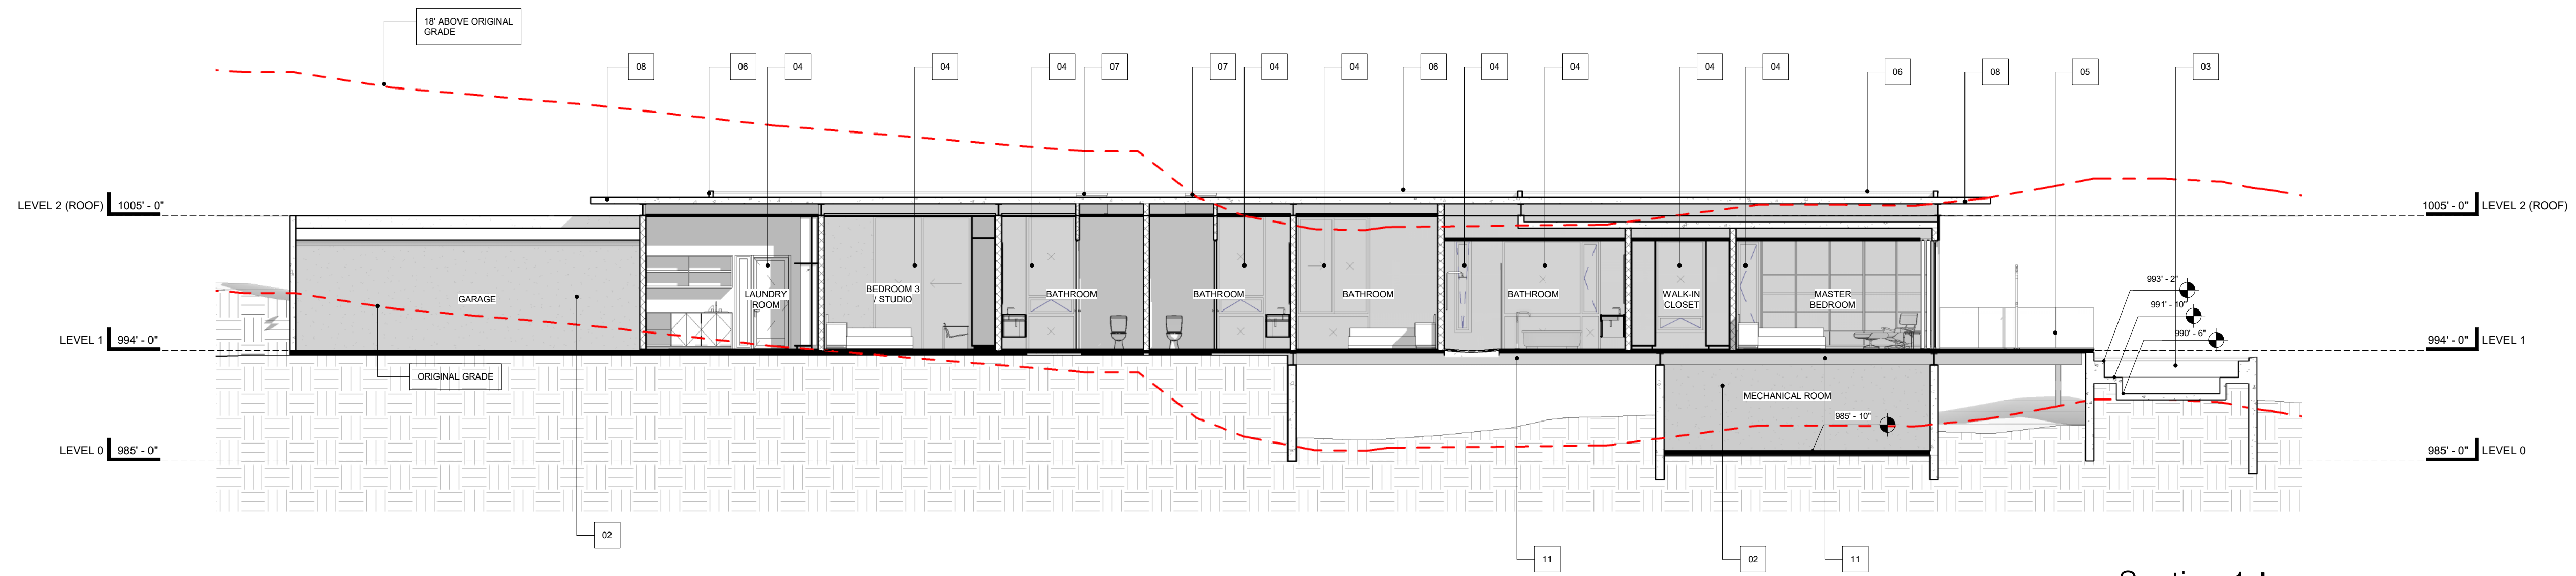 18' ABOVE ORIGINAL
GRADE
08
06
04
04
04
07
07
04
04
06
04
04
04
04
06
08
05
03
LEVEL 2 (ROOF) 1005' - 0"
1005' - 0" LEVEL 2 (ROOF)
GARAGE
LAUNDRY
ROOM
BEDROOM 3
/ STUDIO
BATHROOM
BATHROOM
BATHROOM
BATHROOM
WALK-IN
CLOSET
MASTER
BEDROOM
993' - 2"
991' - 10"
990' - 6"
LEVEL 1 994' - 0"
994' - 0" LEVEL 1
ORIGINAL GRADE
MECHANICAL ROOM
985' - 10"
LEVEL 0 985' - 0"
985' - 0" LEVEL 0
02
11
02
11